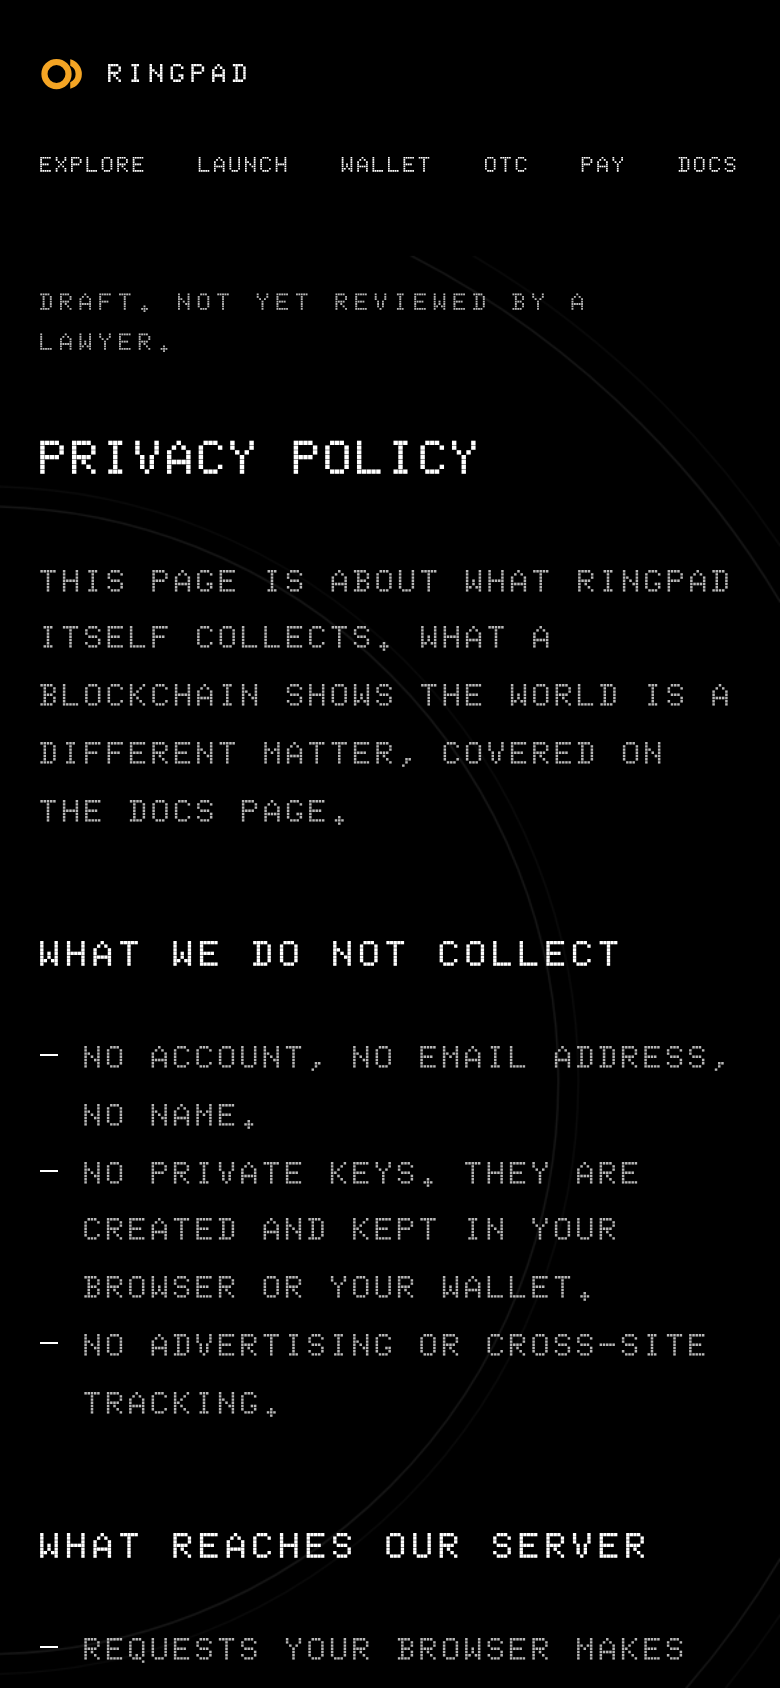 RINGPAD
EXPLORE LAUNCH WALLET OTC PAY DOCS
DRAFT. NOT YET REVIEWED BY A
LAWYER.
PRIVACY POLICY
THIS PAGE IS ABOUT WHAT RINGPAD
ITSELF COLLECTS. WHAT A
BLOCKCHAIN SHOWS THE WORLD IS A
DIFFERENT MATTER, COVERED ON
THE DOCS PAGE.
WHAT WE DO NOT COLLECT
— NO ACCOUNT, NO EMAIL ADDRESS,
NO NAME.
— NO PRIVATE KEYS. THEY ARE
CREATED AND KEPT IN YOUR
BROWSER OR YOUR WALLET.
— NO ADVERTISING OR CROSS-SITE
TRACKING.
WHAT REACHES OUR SERVER
— REQUESTS YOUR BROWSER MAKES